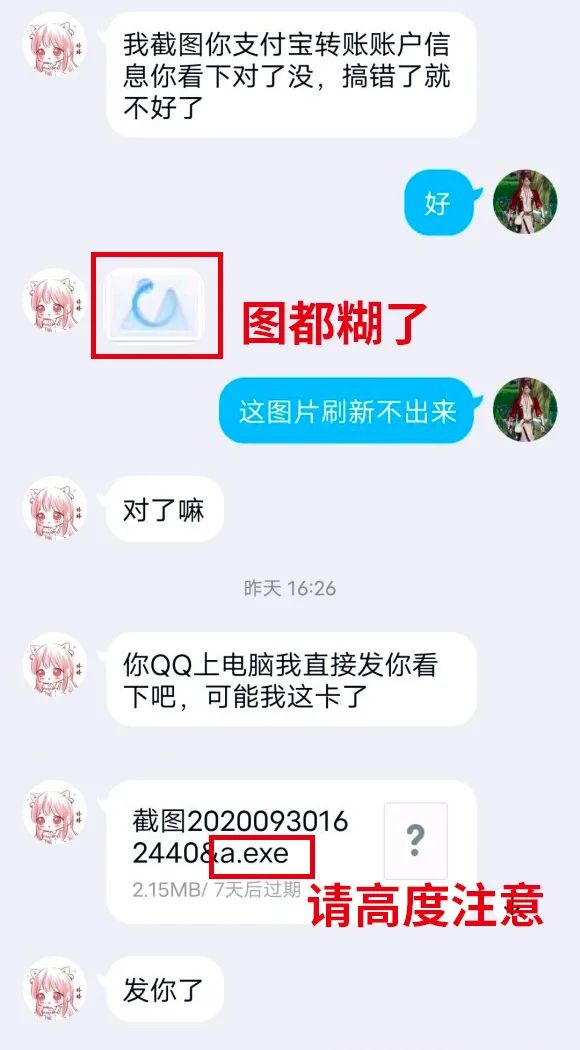 我截图你支付宝转账账户信
息你看下对了没，搞错了就
不好了
好
图都糊了
这图片刷新不出来
对了嘛
昨天 16:26
你QQ上电脑我直接发你看
下吧，可能我这卡了
截图2020093016
2440&a.exe
?
2.15MB/ 7天后过期
请高度注意
发你了